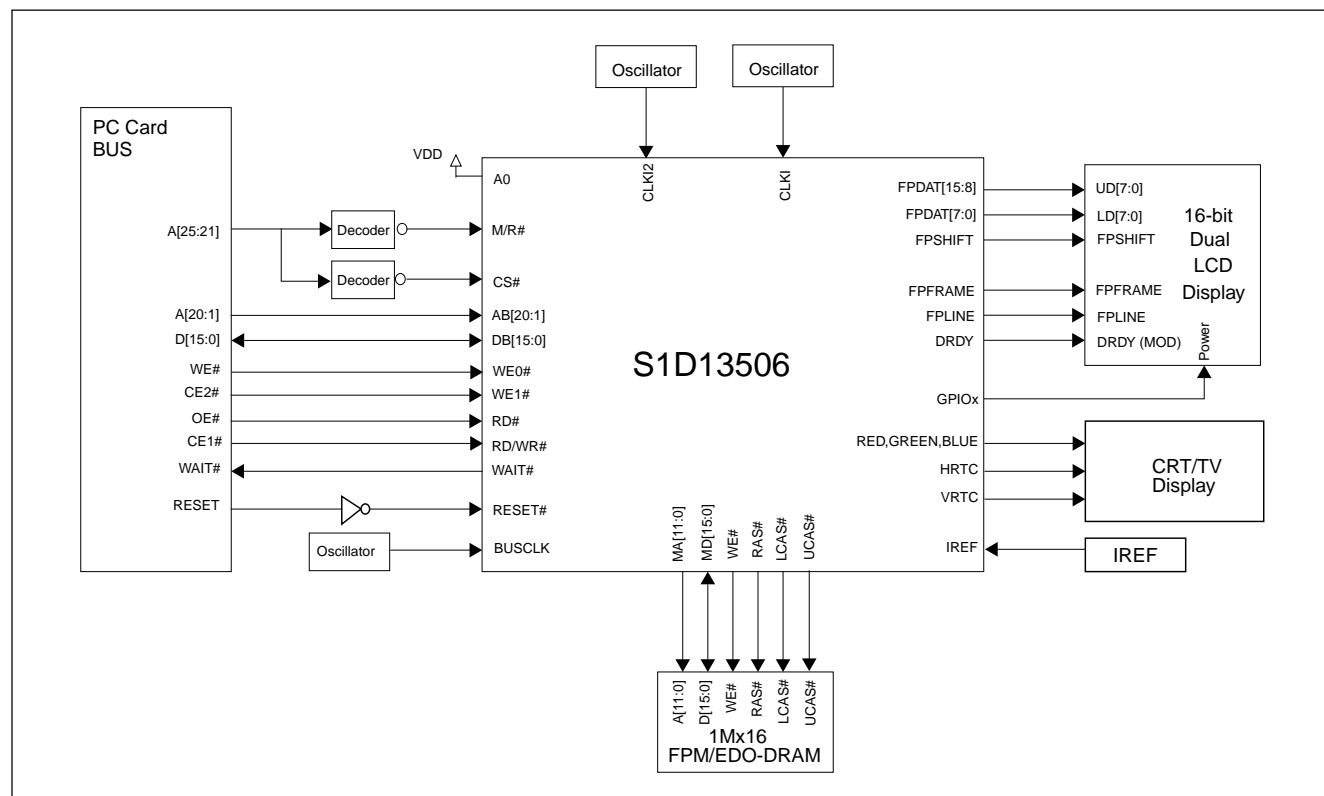 Oscillator
Oscillator
PC Card
BUS
A[25:21]
A[20:1]
D[15:0]
WE#
CE2#
OE#
CE1#
WAIT#
RESET
VDD
Decoder
Decoder
Oscillator
A0
M/R#
CS#
AB[20:1]
DB[15:0]
WE0#
WE1#
RD#
RD/WR#
WAIT#
RESET#
BUSCLK
CLKI2
CLKI
S1D13506
FPDAT[15:8]
FPDAT[7:0]
FPSHIFT
FPFRAME
FPLINE
DRDY
GPIOx
RED,GREEN,BLUE
HRTC
VRTC
IREF
MA[11:0]
MD[15:0]
WE#
RAS#
LCAS#
UCAS#
UD[7:0]
LD[7:0]
FPSHIFT
FPFRAME
FPLINE
DRDY (MOD)
Power
16-bit
Dual
LCD
Display
CRT/TV
Display
IREF
A[11:0]
D[15:0]
WE#
RAS#
LCAS#
UCAS#
1Mx16
FPM/EDO-DRAM